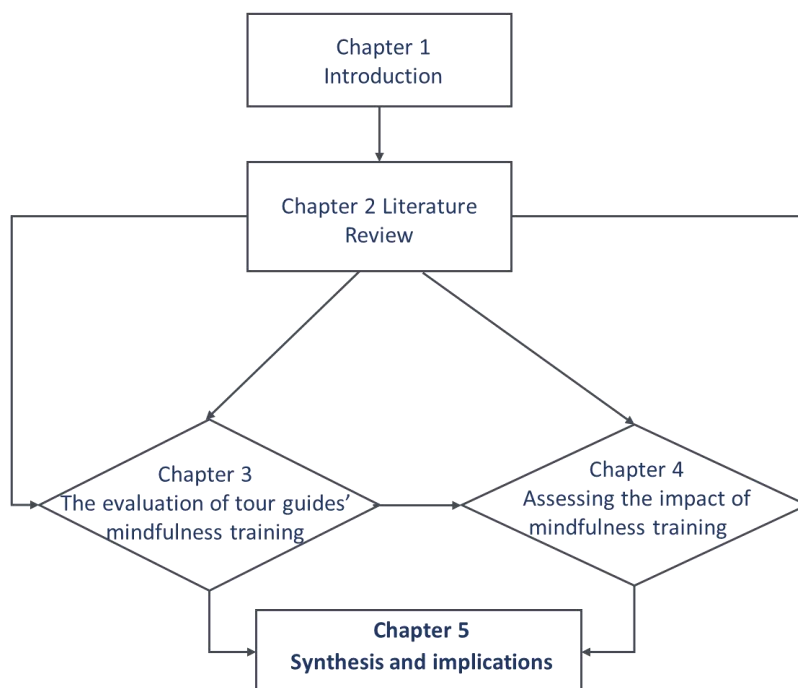 Chapter 1
Introduction
Chapter 2 Literature
Review
Chapter 3
The evaluation of tour guides’
mindfulness training
Chapter 4
Assessing the impact of
mindfulness training
Chapter 5
Synthesis and implications